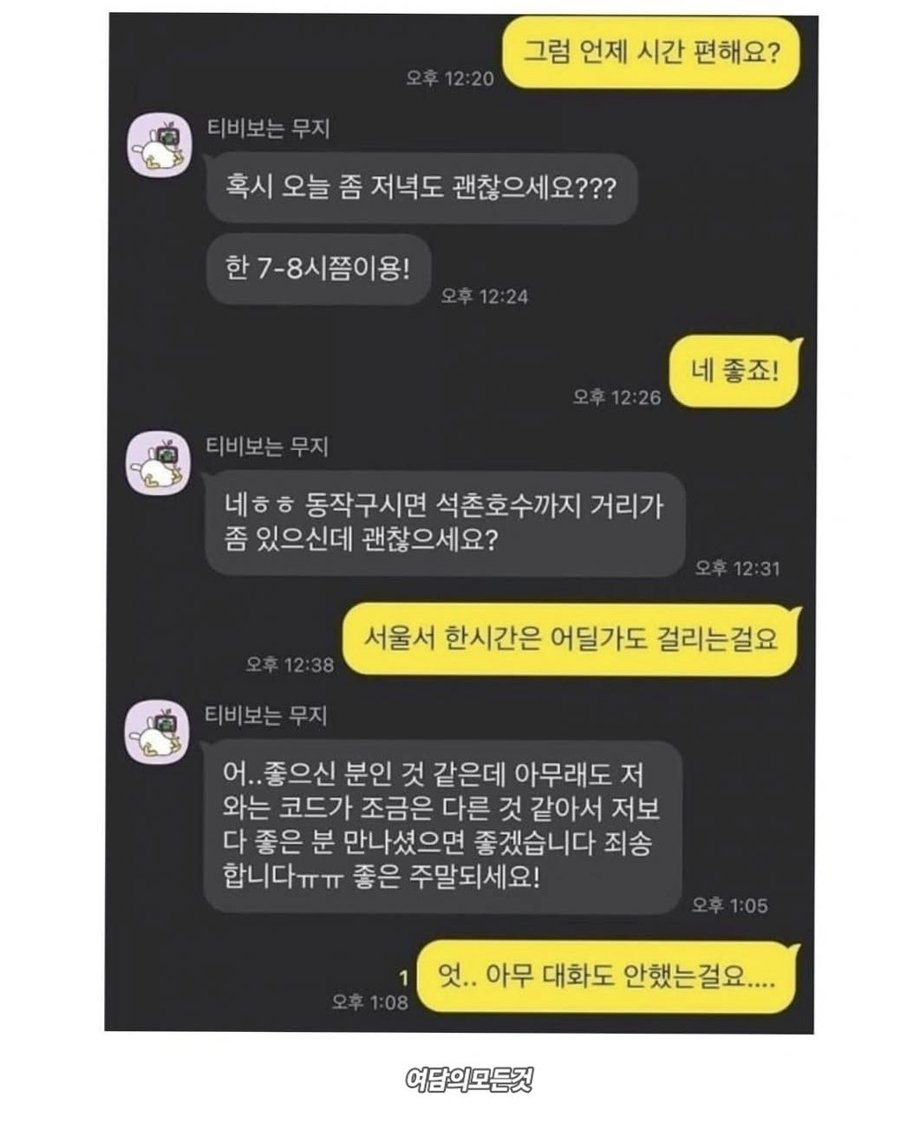 그럼 언제 시간 편해요?
오후 12:20
티비보는 무지
혹시 오늘 좀 저녁도 괜찮으세요???
한 7-8시쯤이용!
오후 12:24
네 좋죠!
오후 12:26
티비보는 무지
네ㅎㅎ 동작구시면 석촌호수까지 거리가
좀 있으신데 괜찮으세요?
오후 12:31
서울서 한시간은 어딜가도 걸리는걸요
오후 12:38
티비보는 무지
어..좋으신 분인 것 같은데 아무래도 저
와는 코드가 조금은 다른 것 같아서 저보
다 좋은 분 만나셨으면 좋겠습니다 죄송
합니다ㅠㅠ 좋은 주말되세요!
오후 1:05
엇.. 아무 대화도 안했는걸요....
1
오후 1:08
여담의모든것